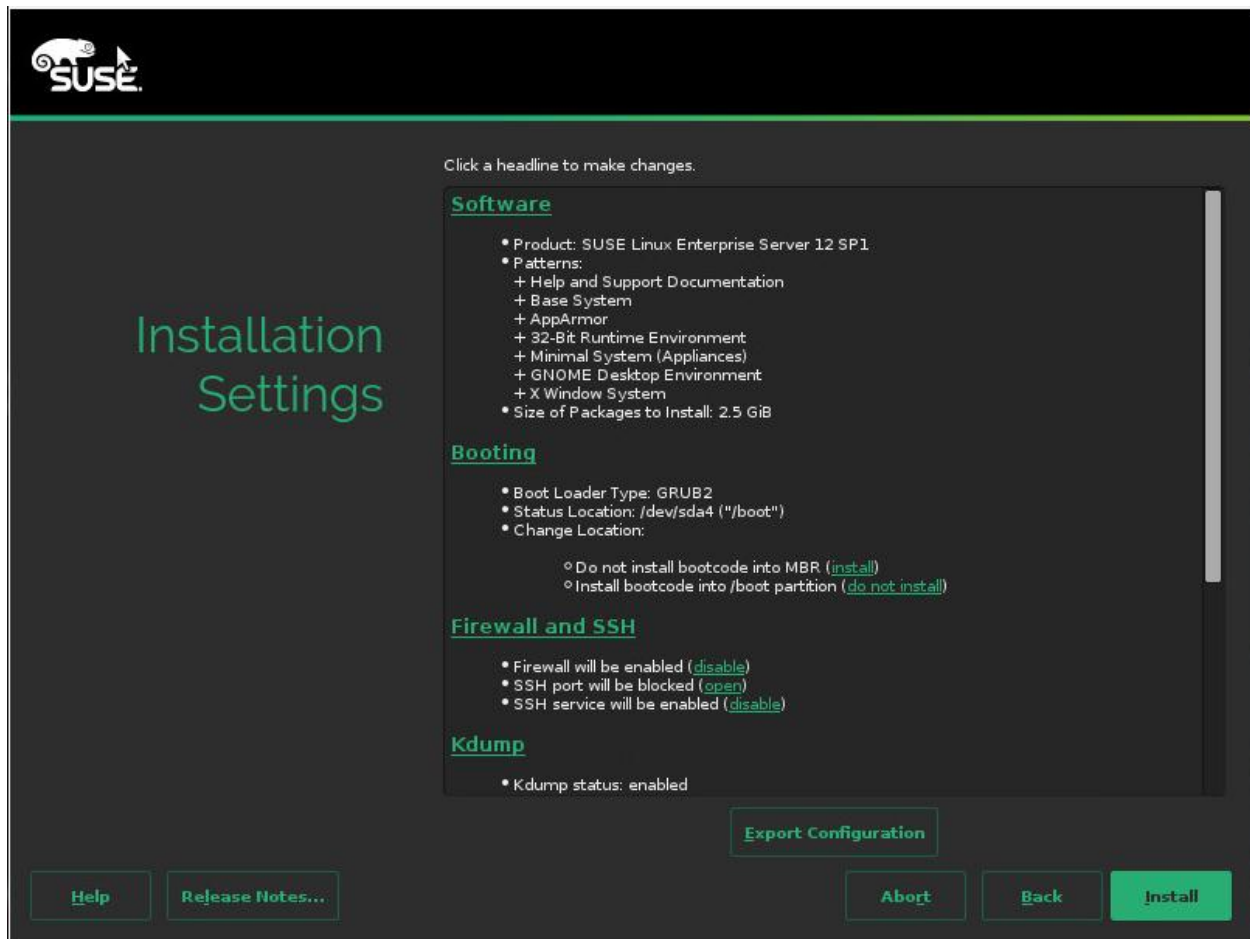 SUSE.
Click a headline to make changes.
Installation
Settings
Software
• Product: SUSE Linux Enterprise Server 12 SP1
• Patterns:
+ Help and Support Documentation
+ Base System
+ AppArmor
+ 32-Bit Runtime Environment
+ Minimal System (Appliances)
+ GNOME Desktop Environment
+ X Window System
• Size of Packages to Install: 2.5 GiB
Booting
• Boot Loader Type: GRUB2
• Status Location: /dev/sda4 ("/boot")
• Change Location:
○ Do not install bootcode into MBR (install)
○ Install bootcode into /boot partition (do not install)
Firewall and SSH
• Firewall will be enabled (disable)
• SSH port will be blocked (open)
• SSH service will be enabled (disable)
Kdump
• Kdump status: enabled
Export Configuration
Help
Release Notes...
Abort
Back
Install